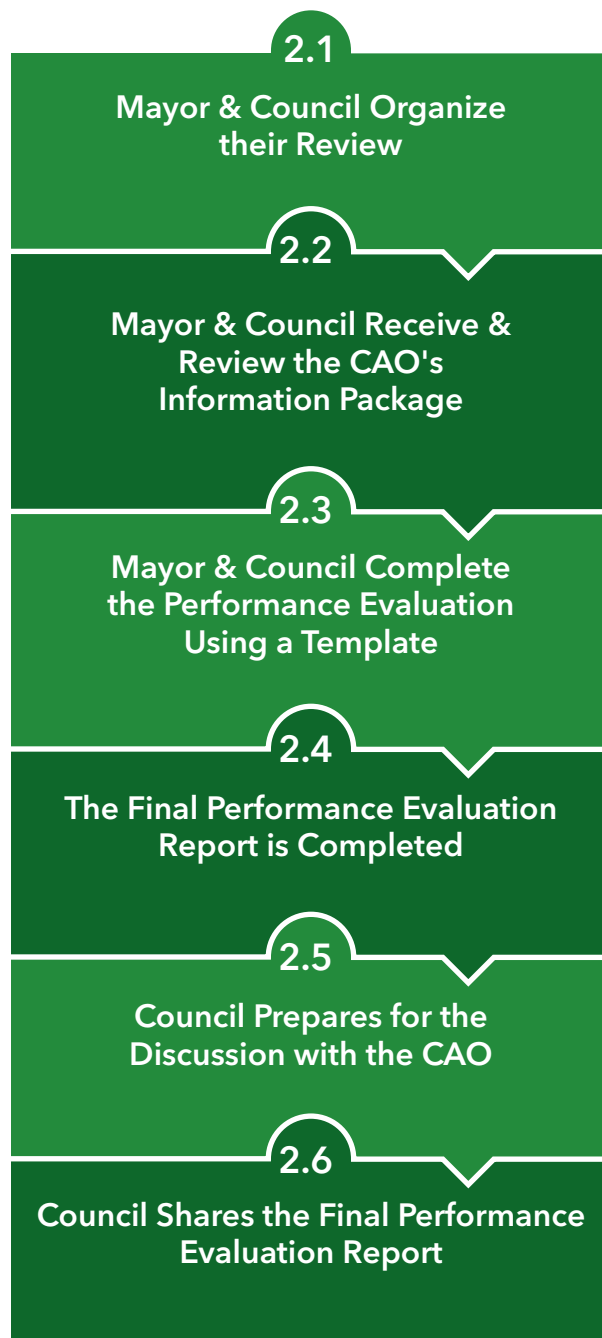 2.1
Mayor & Council Organize
their Review
2.2
Mayor & Council Receive &
Review the CAO's
Information Package
2.3
Mayor & Council Complete
the Performance Evaluation
Using a Template
2.4
The Final Performance Evaluation
Report is Completed
2.5
Council Prepares for the
Discussion with the CAO
2.6
Council Shares the Final Performance
Evaluation Report